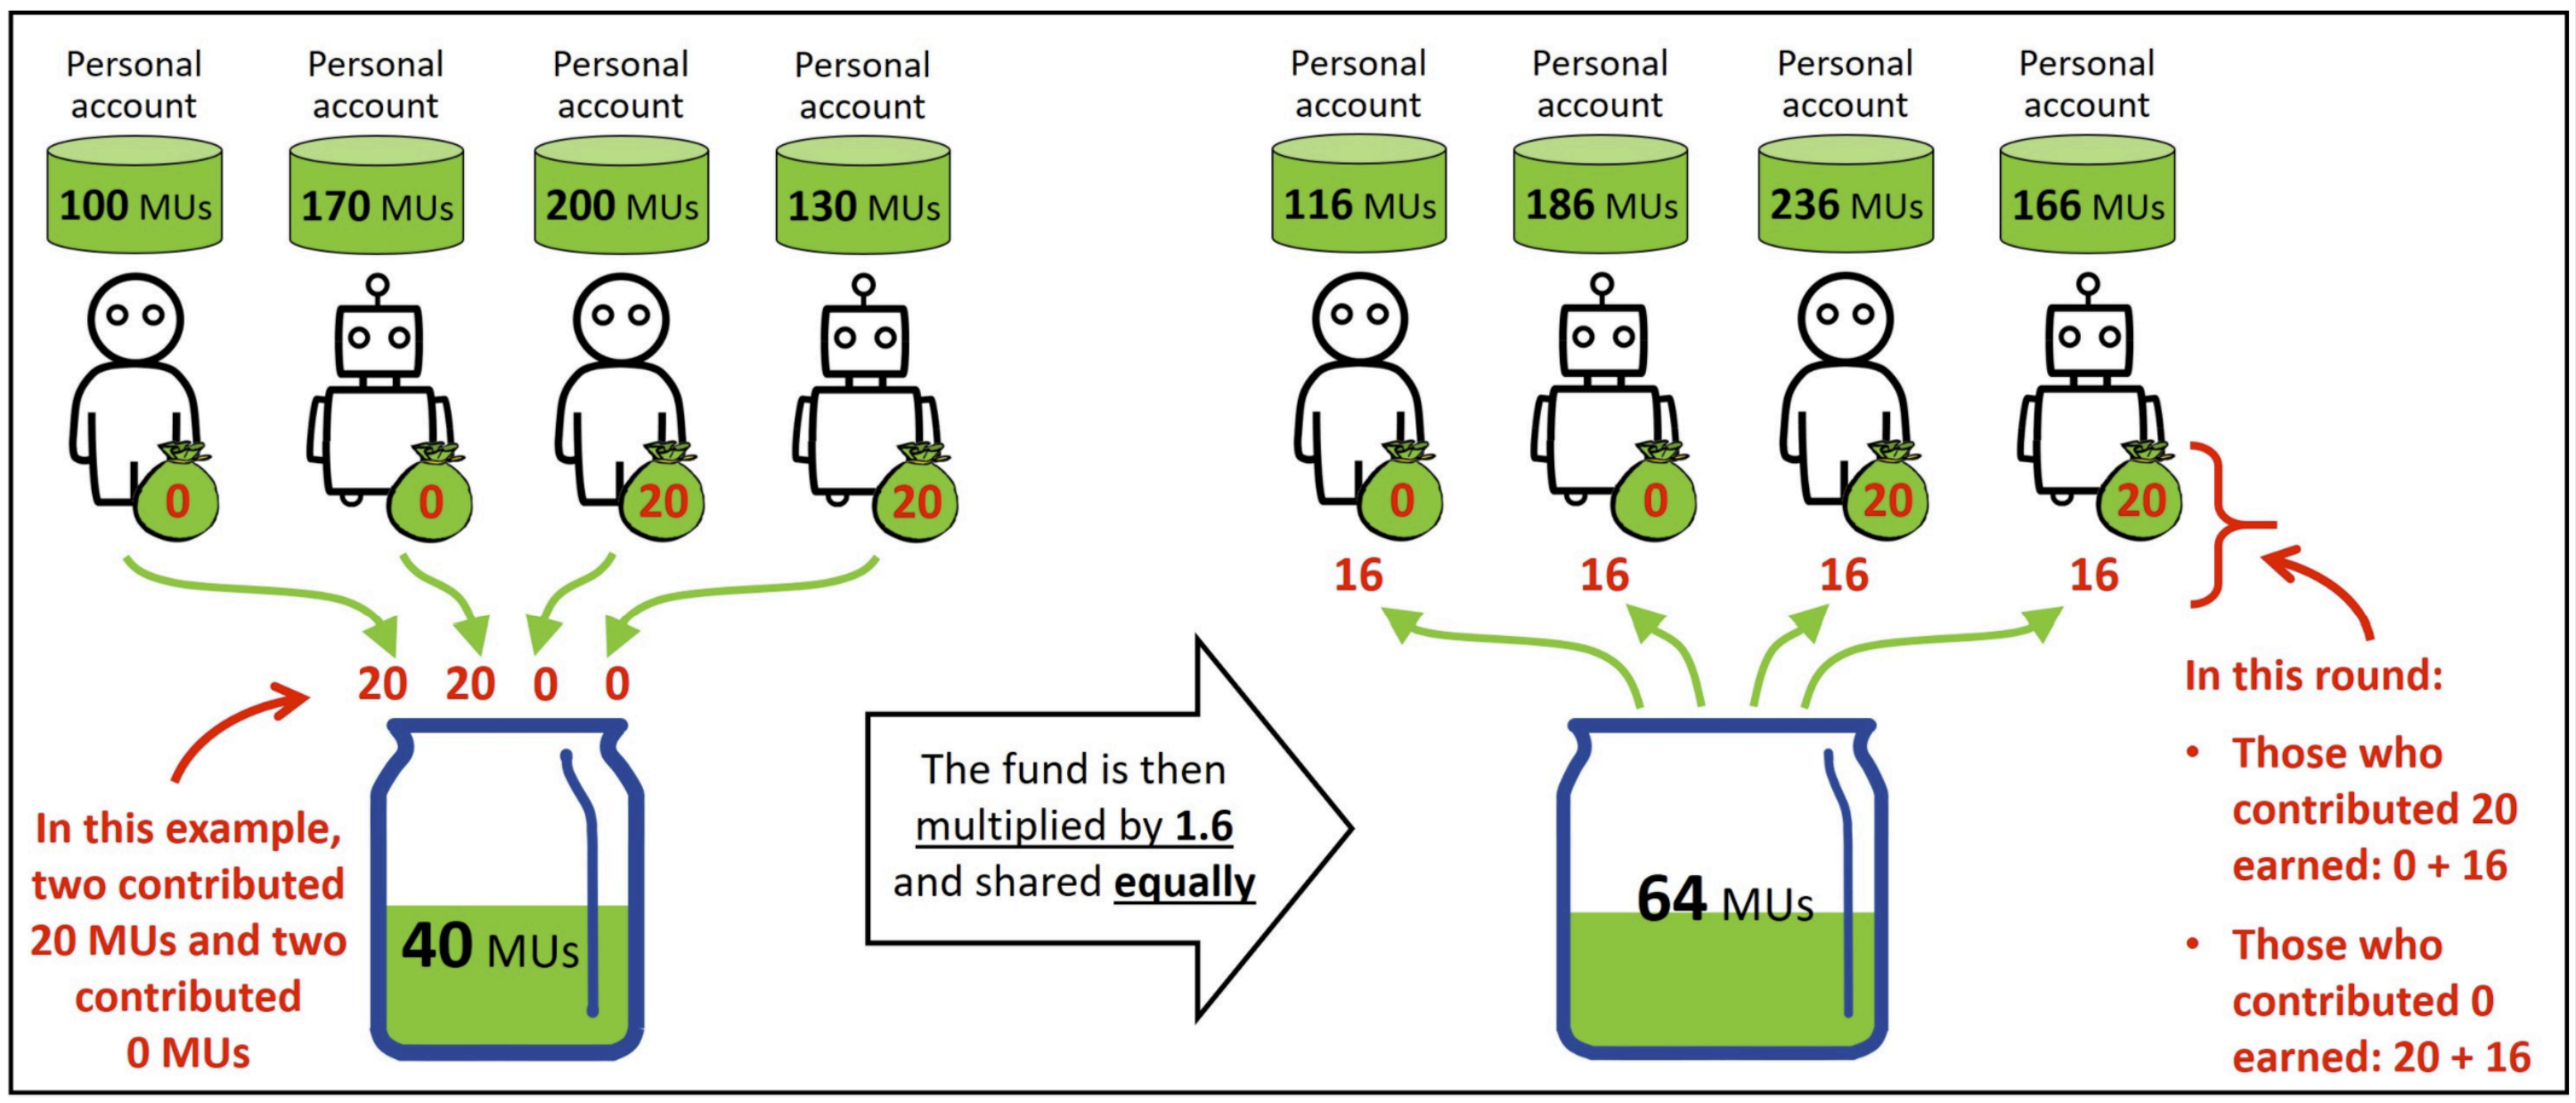 Personal
account
100 MUs
Personal
account
170 MUs
Personal
account
200 MUs
Personal
account
130 MUs
0
0
20
20
20
20
0
0
In this example,
two contributed
20 MUs and two
contributed
0 MUs
40 MUs
The fund is then
multiplied by 1.6
and shared equally
Personal
account
116 MUs
Personal
account
186 MUs
Personal
account
236 MUs
Personal
account
166 MUs
0
0
20
20
16
16
16
16
64 MUs
In this round:
• Those who
contributed 20
earned: 0 + 16
• Those who
contributed 0
earned: 20 + 16